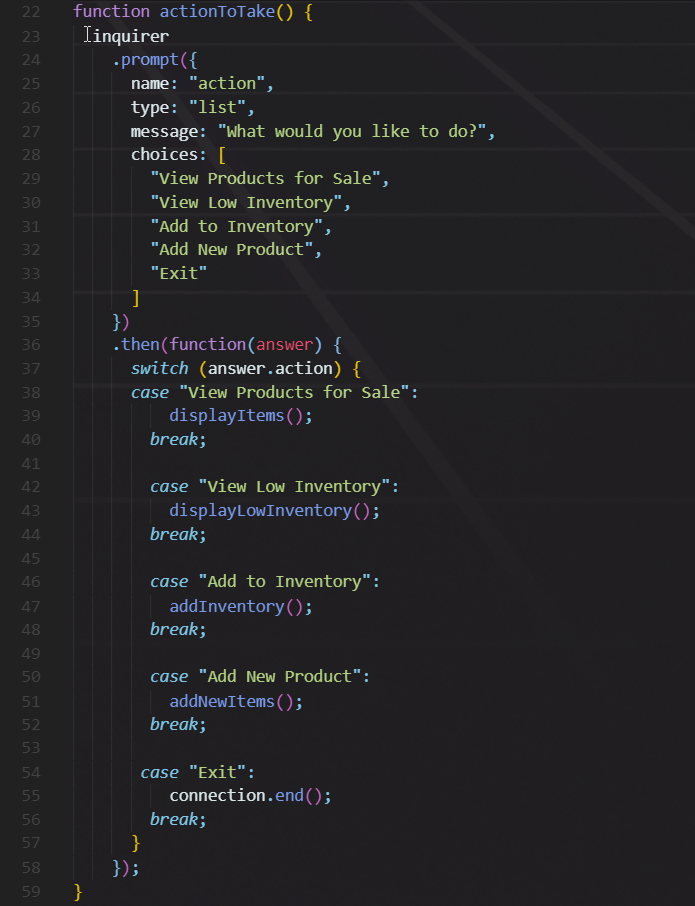 22 function actionToTake() {
23   inquirer
24     .prompt({
25       name: "action",
26       type: "list",
27       message: "What would you like to do?",
28       choices: [
29         "View Products for Sale",
30         "View Low Inventory",
31         "Add to Inventory",
32         "Add New Product",
33         "Exit"
34       ]
35     })
36     .then(function(answer) {
37       switch (answer.action) {
38       case "View Products for Sale":
39           displayItems();
40         break;
41
42         case "View Low Inventory":
43           displayLowInventory();
44         break;
45
46         case "Add to Inventory":
47           addInventory();
48         break;
49
50         case "Add New Product":
51           addNewItems();
52         break;
53
54        case "Exit":
55           connection.end();
56         break;
57       }
58     });
59 }